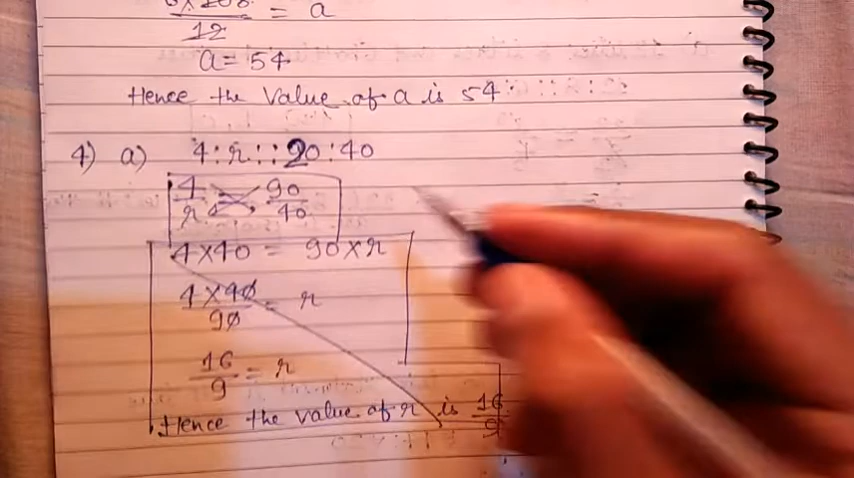 12
a = 54
Hence the value of a is 54
4) a) 4 : r :: 20 : 40
4/r 90/40
4 × 40 = 90 × r
4 × 40 / 90 = r
16/9 = r
Hence the value of r is 16/9